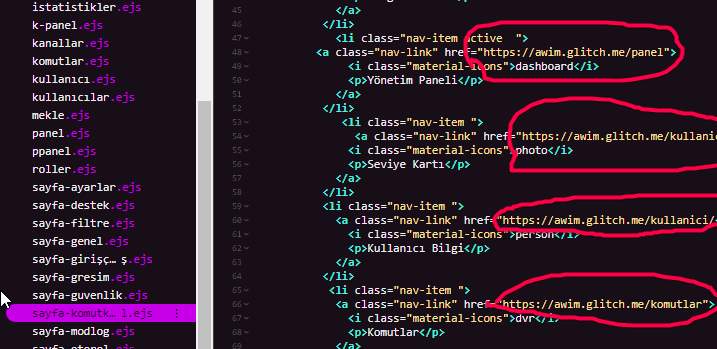 istatistikler.ejs
k-panel.ejs
kanallar.ejs
komutlar.ejs
kullanıcı.ejs
kullanıcılar.ejs
mekle.ejs
panel.ejs
ppanel.ejs
roller.ejs
sayfa-ayarlar.ejs
sayfa-destek.ejs
sayfa-filtre.ejs
sayfa-genel.ejs
sayfa-girişç... ş.ejs
sayfa-gresim.ejs
sayfa-guvenlik.ejs
sayfa-komutk... l.ejs
sayfa-modlog.ejs
45 </a>
46 </li>
47 <li class="nav-item active ">
48 <a class="nav-link" href="https://awim.glitch.me/panel">
49 <i class="material-icons">dashboard</i>
50 <p>Yönetim Paneli</p>
51 </a>
52 </li>
53 <li class="nav-item ">
54 <a class="nav-link" href="https://awim.glitch.me/kullanic
55 <i class="material-icons">photo</i>
56 <p>Seviye Kartı</p>
57 </a>
58 </li>
59 <li class="nav-item ">
60 <a class="nav-link" href="https://awim.glitch.me/kullanici/
61 <i class="material-icons">person</i>
62 <p>Kullanıcı Bilgi</p>
63 </a>
64 </li>
65 <li class="nav-item ">
66 <a class="nav-link" href="https://awim.glitch.me/komutlar">
67 <i class="material-icons">dvr</i>
68 <p>Komutlar</p>
69 </a>